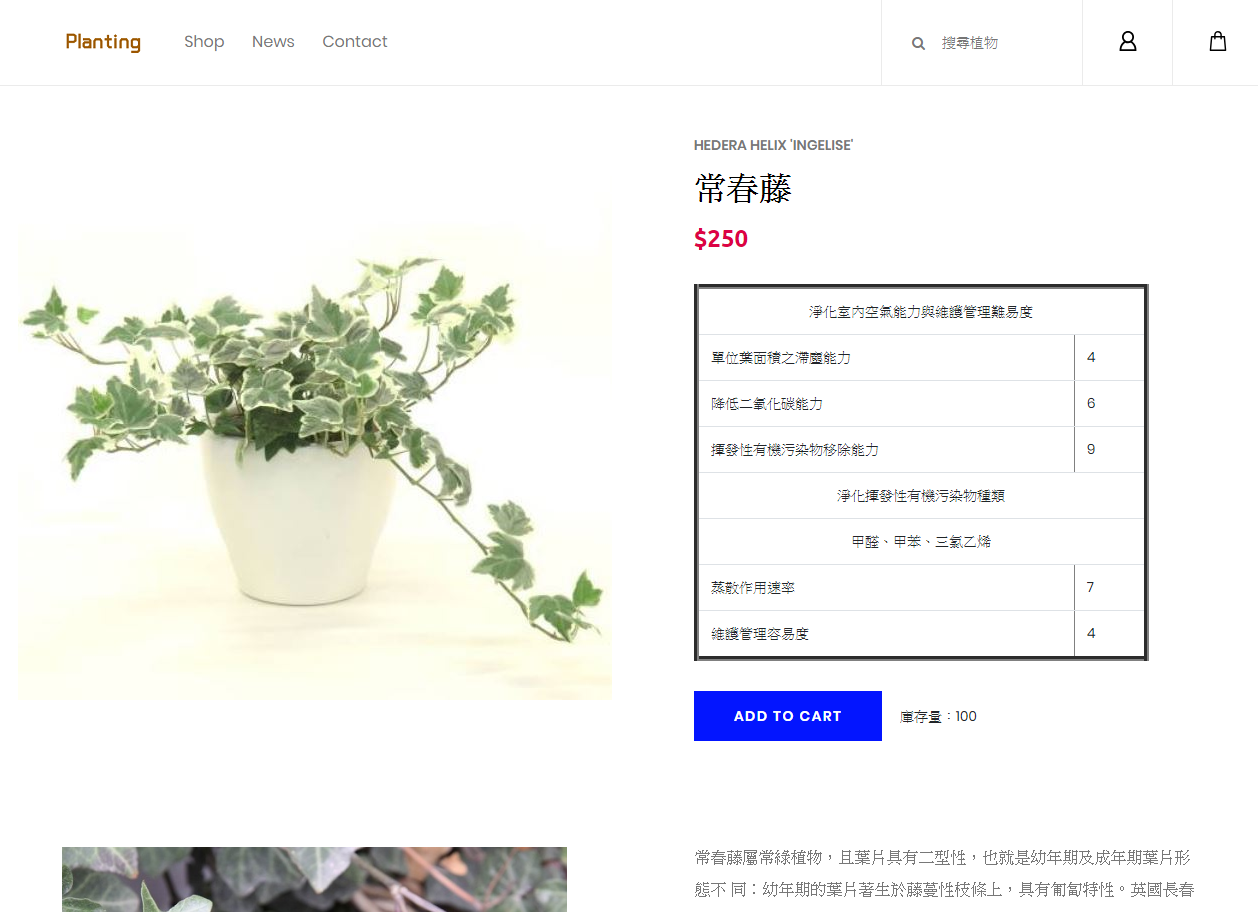 Planting
Shop
News
Contact
搜尋植物
HEDERA HELIX 'INGELISE'
常春藤
$250
淨化室內空氣能力與維護管理難易度
單位葉面積之滯塵能力 4
降低二氧化碳能力 6
揮發性有機污染物移除能力 9
淨化揮發性有機污染物種類
甲醛、甲苯、三氯乙烯
蒸散作用速率 7
維護管理容易度 4
ADD TO CART
庫存量：100
常春藤屬常綠植物，且葉片具有二型性，也就是幼年期及成年期葉片形
態不 同：幼年期的葉片著生於藤蔓性枝條上，具有匍匐特性。英國長春